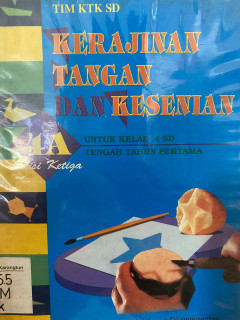 TIM KTK SD
KERAJINAN
TANGAN
DAN KESENIAN
4A
UNTUK KELAS 4 SD
TENGAH TAHUN PERTAMA
Edisi Ketiga